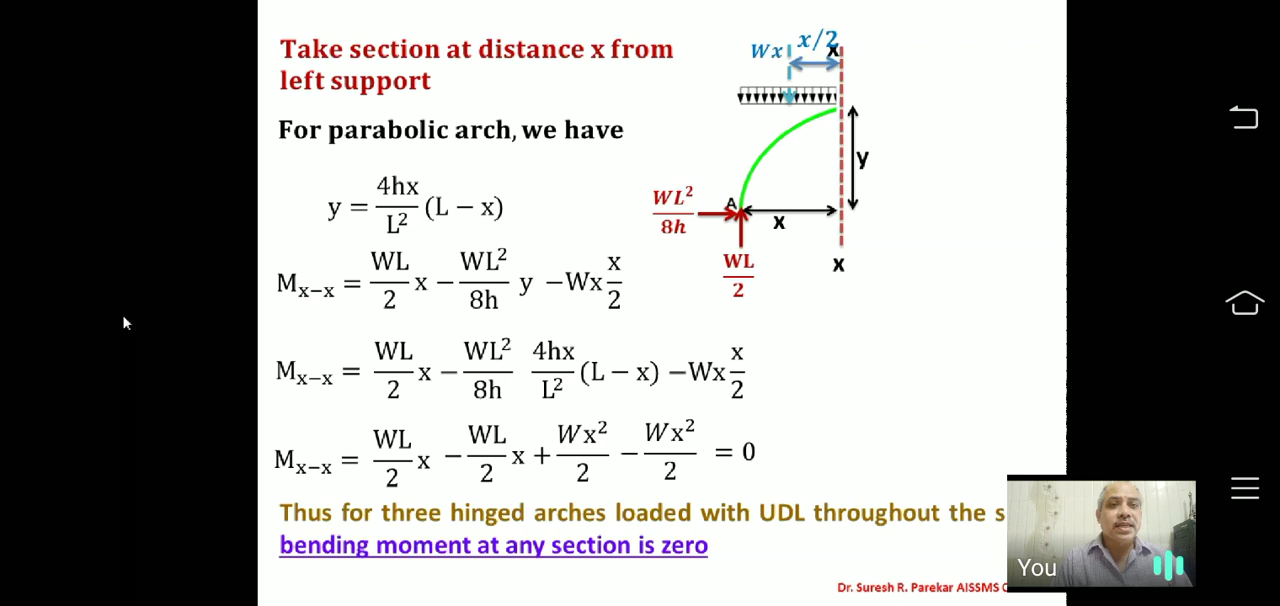 Take section at distance x from
left support
For parabolic arch, we have
y = 4hx/L² (L − x)
Mx−x = WL/2 x − WL²/8h y −Wx x/2
Mx−x = WL/2 x − WL²/8h 4hx/L² (L − x) −Wx x/2
Mx−x = WL/2 x − WL/2 x + Wx²/2 − Wx²/2 = 0
Thus for three hinged arches loaded with UDL throughout the s
bending moment at any section is zero
Wx x/2
x
y
WL²/8h
A
x
WL/2
x
You
Dr. Suresh R. Parekar AISSMS